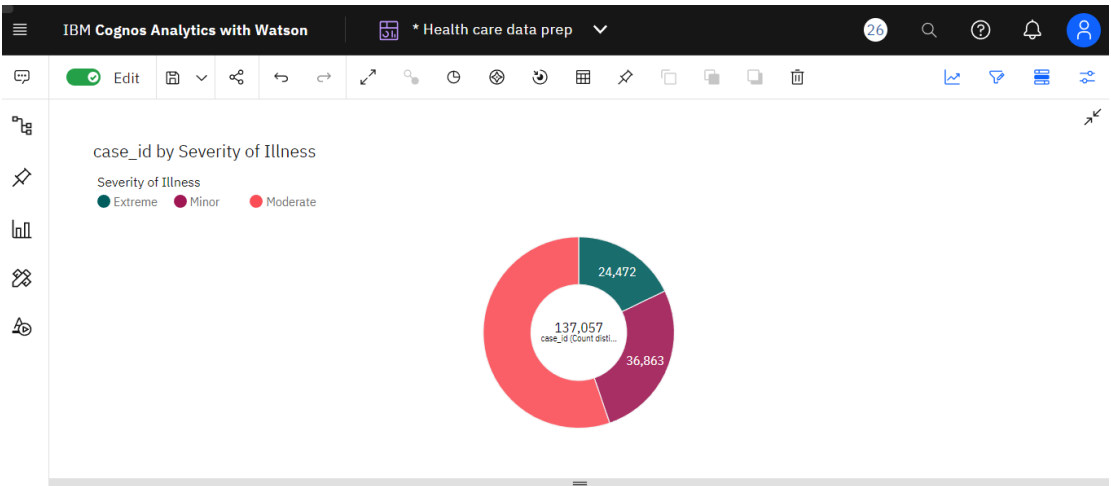 IBM Cognos Analytics with Watson
* Health care data prep
26
Edit
case_id by Severity of Illness
Severity of Illness
Extreme Minor Moderate
24,472
137,057
case_id (Count disti...
36,863